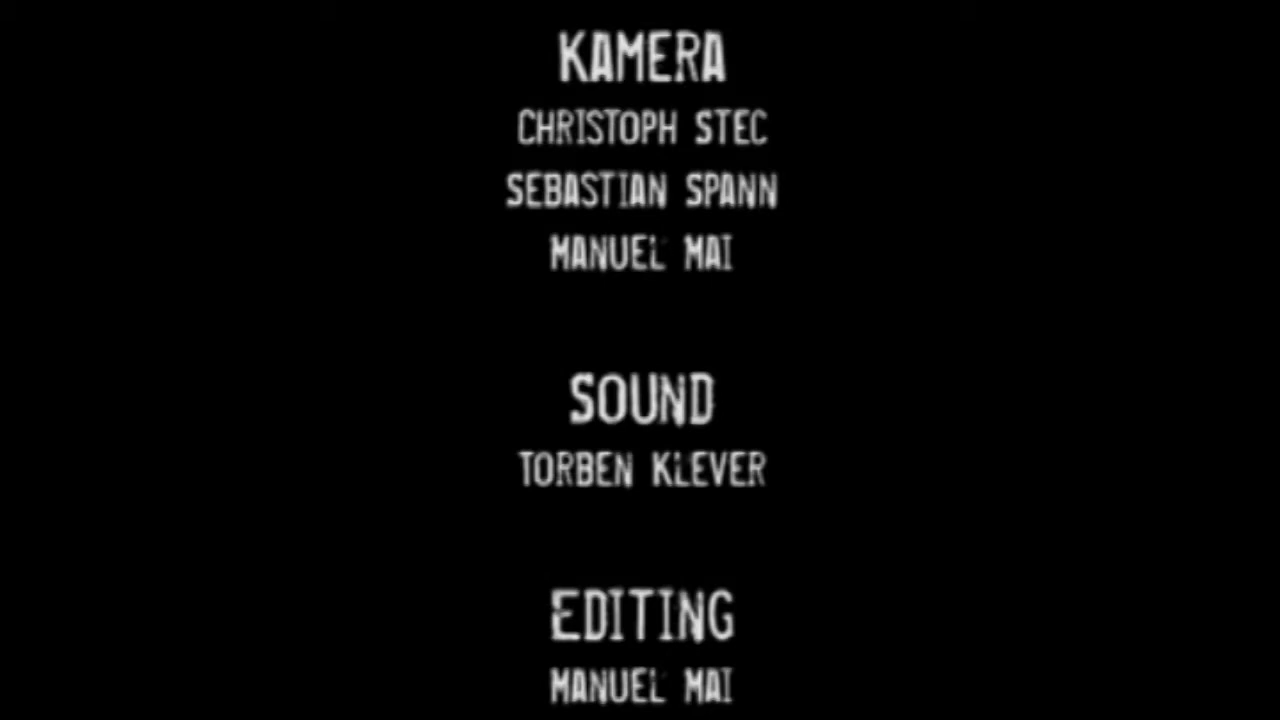 KAMERA
CHRISTOPH STEC
SEBASTIAN SPANN
MANUEL MAI
SOUND
TORBEN KLEVER
EDITING
MANUEL MAI